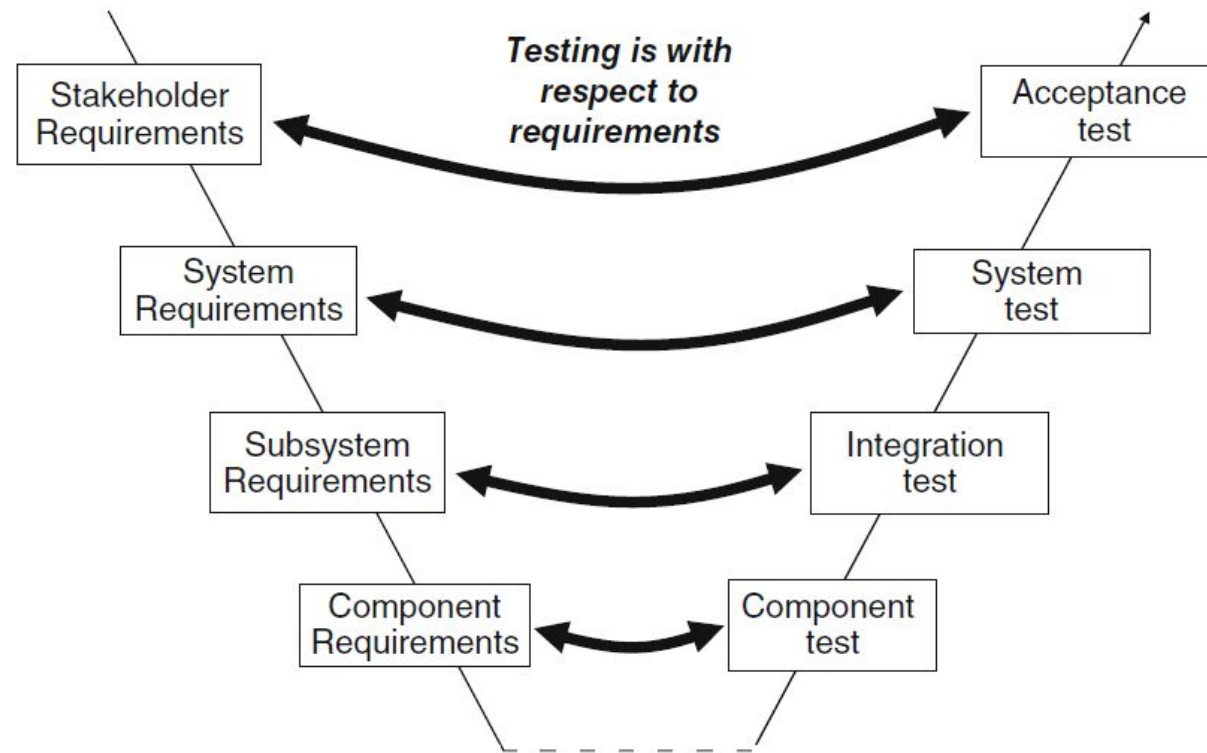 Testing is with
respect to
requirements
Stakeholder
Requirements
Acceptance
test
System
Requirements
System
test
Subsystem
Requirements
Integration
test
Component
Requirements
Component
test